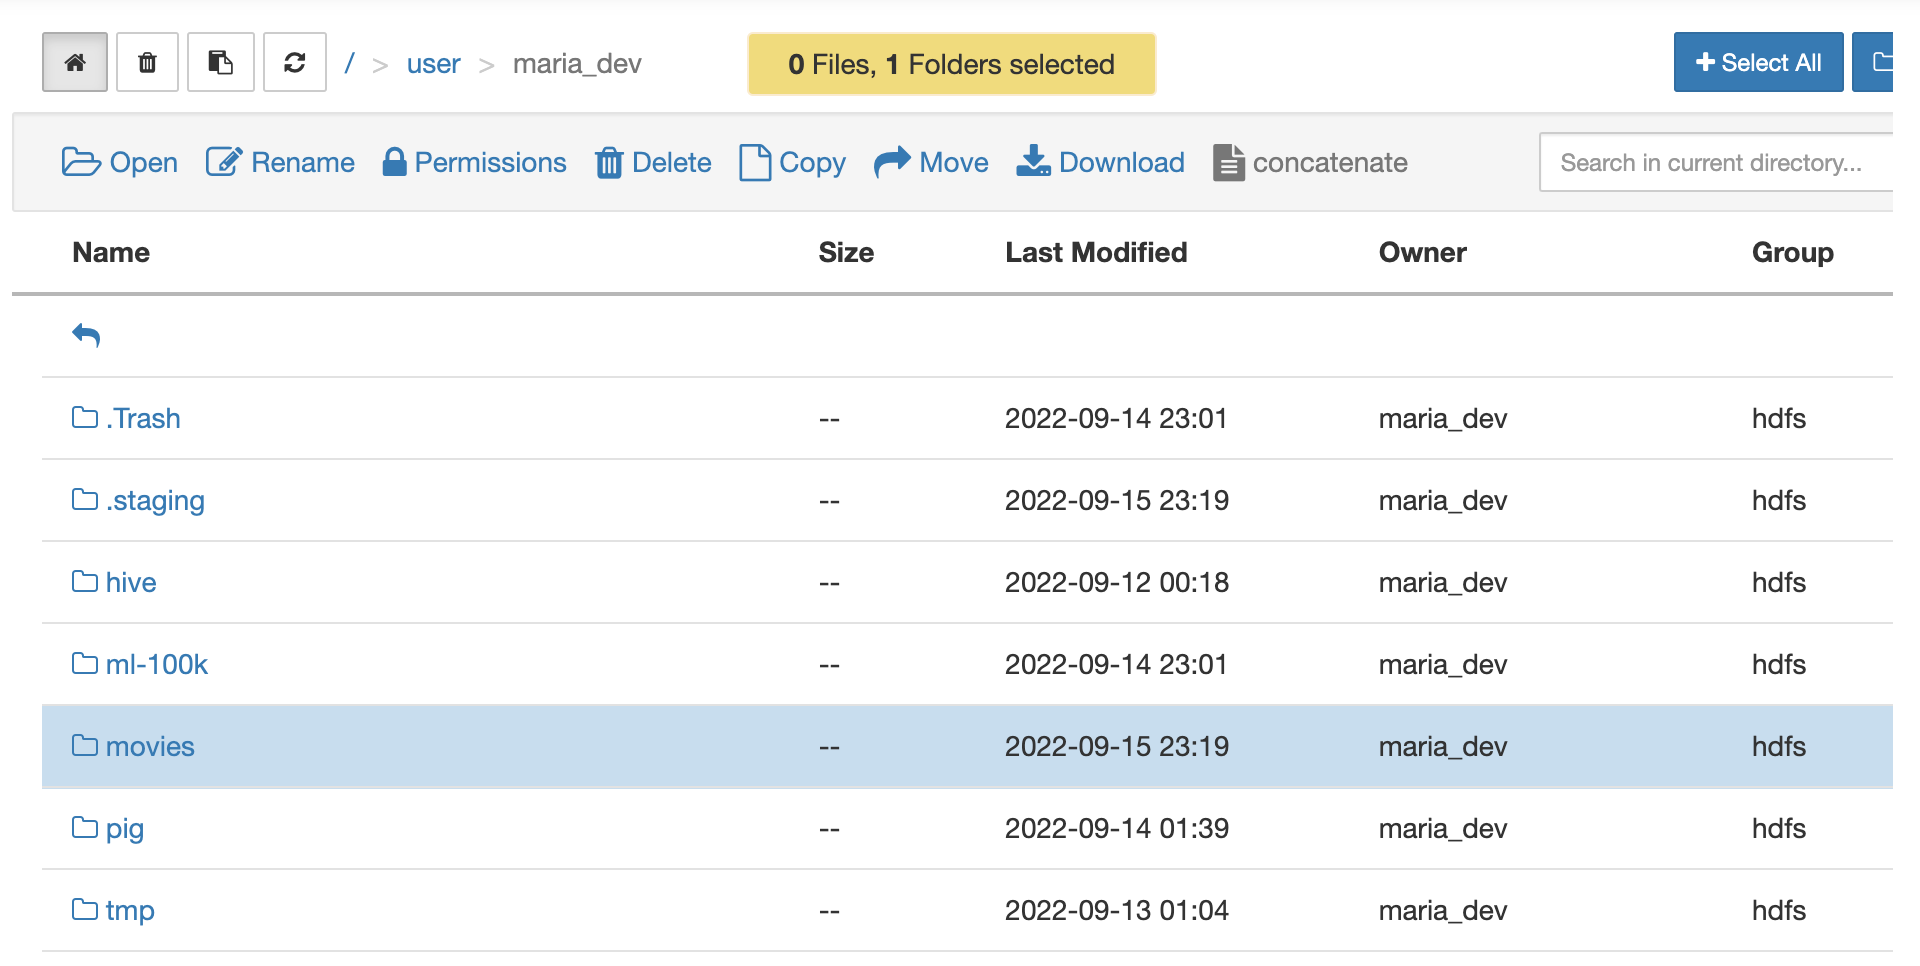 / > user > maria_dev 0 Files, 1 Folders selected Select All
Open Rename Permissions Delete Copy Move Download concatenate Search in current directory...
Name Size Last Modified Owner Group
.Trash -- 2022-09-14 23:01 maria_dev hdfs
.staging -- 2022-09-15 23:19 maria_dev hdfs
hive -- 2022-09-12 00:18 maria_dev hdfs
ml-100k -- 2022-09-14 23:01 maria_dev hdfs
movies -- 2022-09-15 23:19 maria_dev hdfs
pig -- 2022-09-14 01:39 maria_dev hdfs
tmp -- 2022-09-13 01:04 maria_dev hdfs